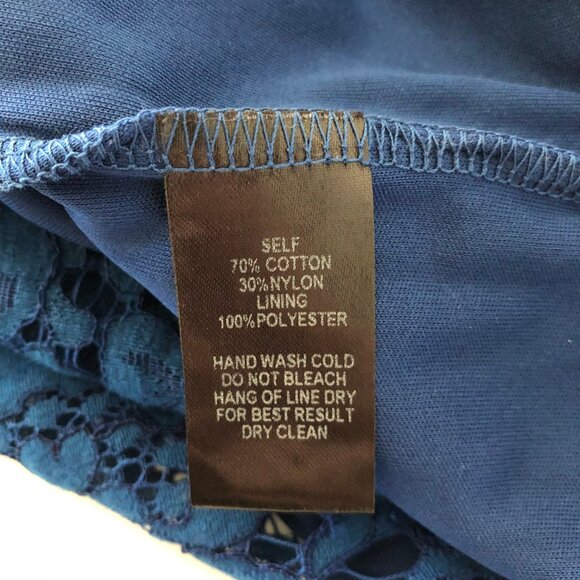 SELF
70% COTTON
30%NYLON
LINING
100%POLYESTER
HAND WASH COLD
DO NOT BLEACH
HANG OF LINE DRY
FOR BEST RESULT
DRY CLEAN